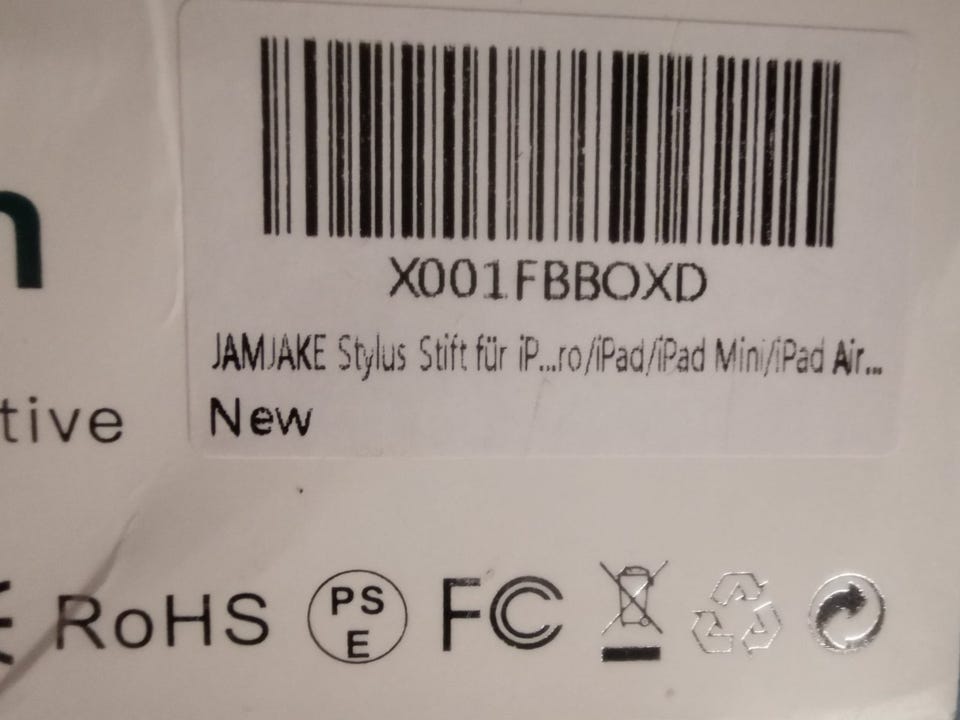 n
X001FBBOXD
JAMJAKE Stylus Stift für iP...ro/iPad/iPad Mini/iPad Air...
tive
New
RoHS
PS
E
FC